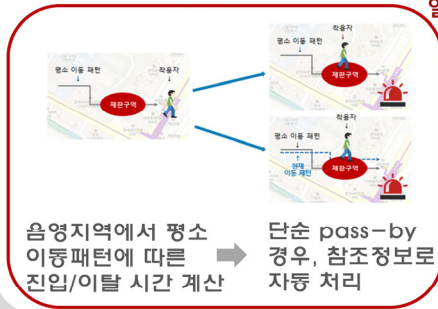 음
평소 이동 패턴
착용자
제한구역
착용자
평소 이동 패턴
제한구역
착용자
평소 이동 패턴
제한구역
현재
이동 패턴
음영지역에서 평소
이동패턴에 따른
진입/이탈 시간 계산
단순 pass-by
경우, 참조정보로
자동 처리